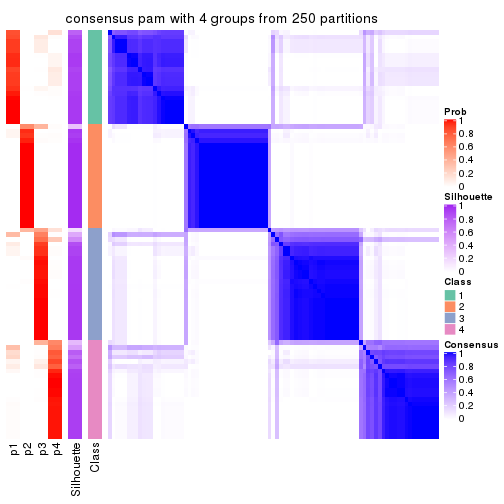 consensus pam with 4 groups from 250 partitions
Prob
1
0.8
0.6
0.4
0.2
0
Silhouette
1
0.8
0.6
0.4
0.2
0
Class
1
2
3
4
Consensus
1
0.8
0.6
0.4
0.2
0
p1
p2
p3
p4
Silhouette
Class